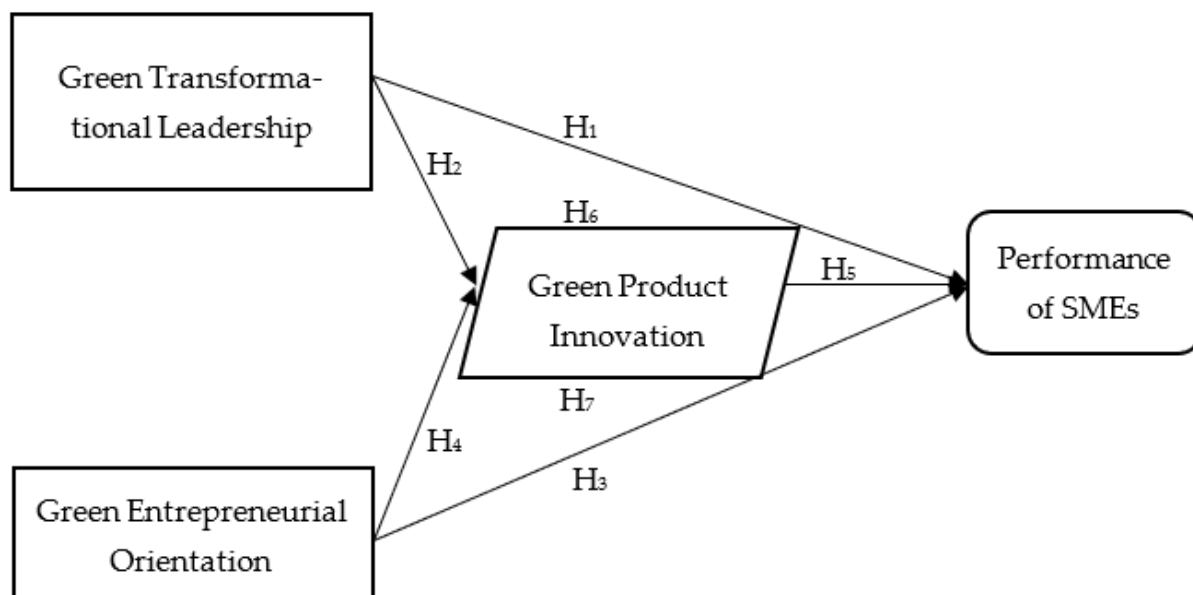 Green Transforma-
tional Leadership
H₁
H₂
H₆
Green Product
Innovation
H₅
Performance
of SMEs
H₇
H₄
H₃
Green Entrepreneurial
Orientation